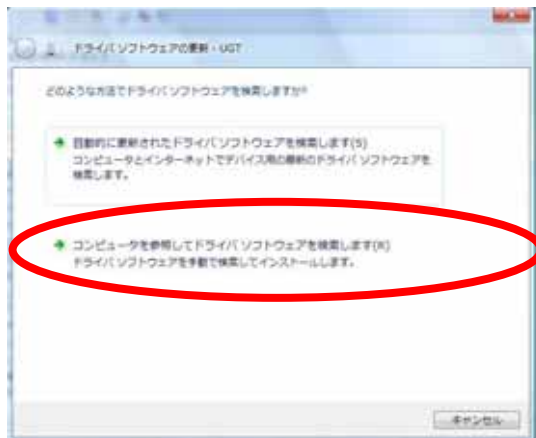 ドライバ ソフトウェアの更新 - UGT
どのような方法でドライバ ソフトウェアを検索しますか?
自動的に更新されたドライバ ソフトウェアを検索します(S)
コンピュータとインターネットでデバイス用の最新のドライバ ソフトウェアを
検索します。
コンピュータを参照してドライバ ソフトウェアを検索します(R)
ドライバ ソフトウェアを手動で検索してインストールします。
キャンセル